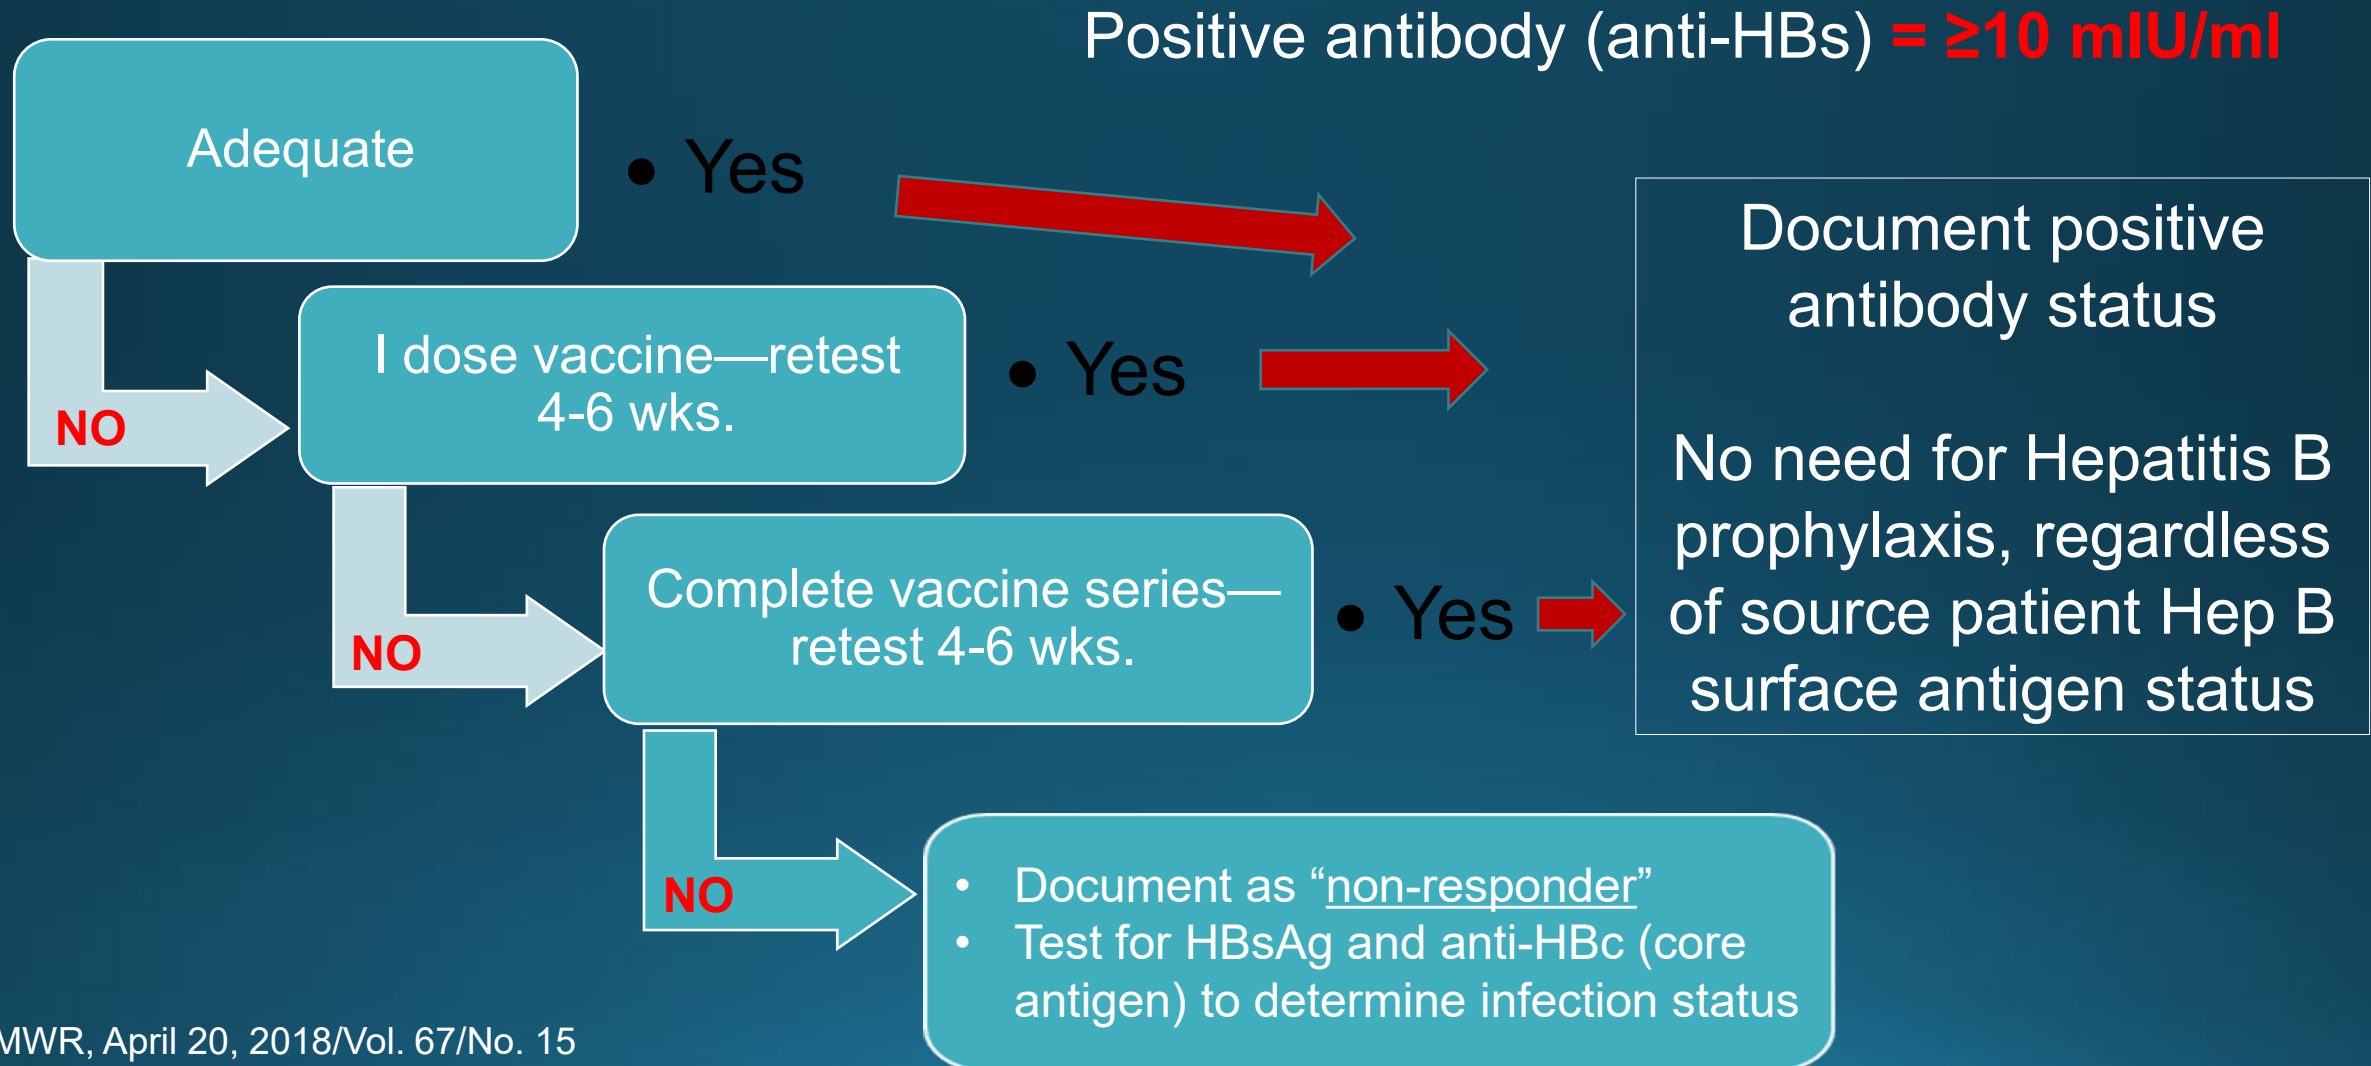 Positive antibody (anti-HBs) = ≥10 mIU/ml
Adequate
• Yes
NO
I dose vaccine—retest
4-6 wks.
• Yes
NO
Complete vaccine series—
retest 4-6 wks.
• Yes
Document positive
antibody status
No need for Hepatitis B
prophylaxis, regardless
of source patient Hep B
surface antigen status
NO
• Document as “non-responder”
• Test for HBsAg and anti-HBc (core
antigen) to determine infection status
MWR, April 20, 2018/Vol. 67/No. 15